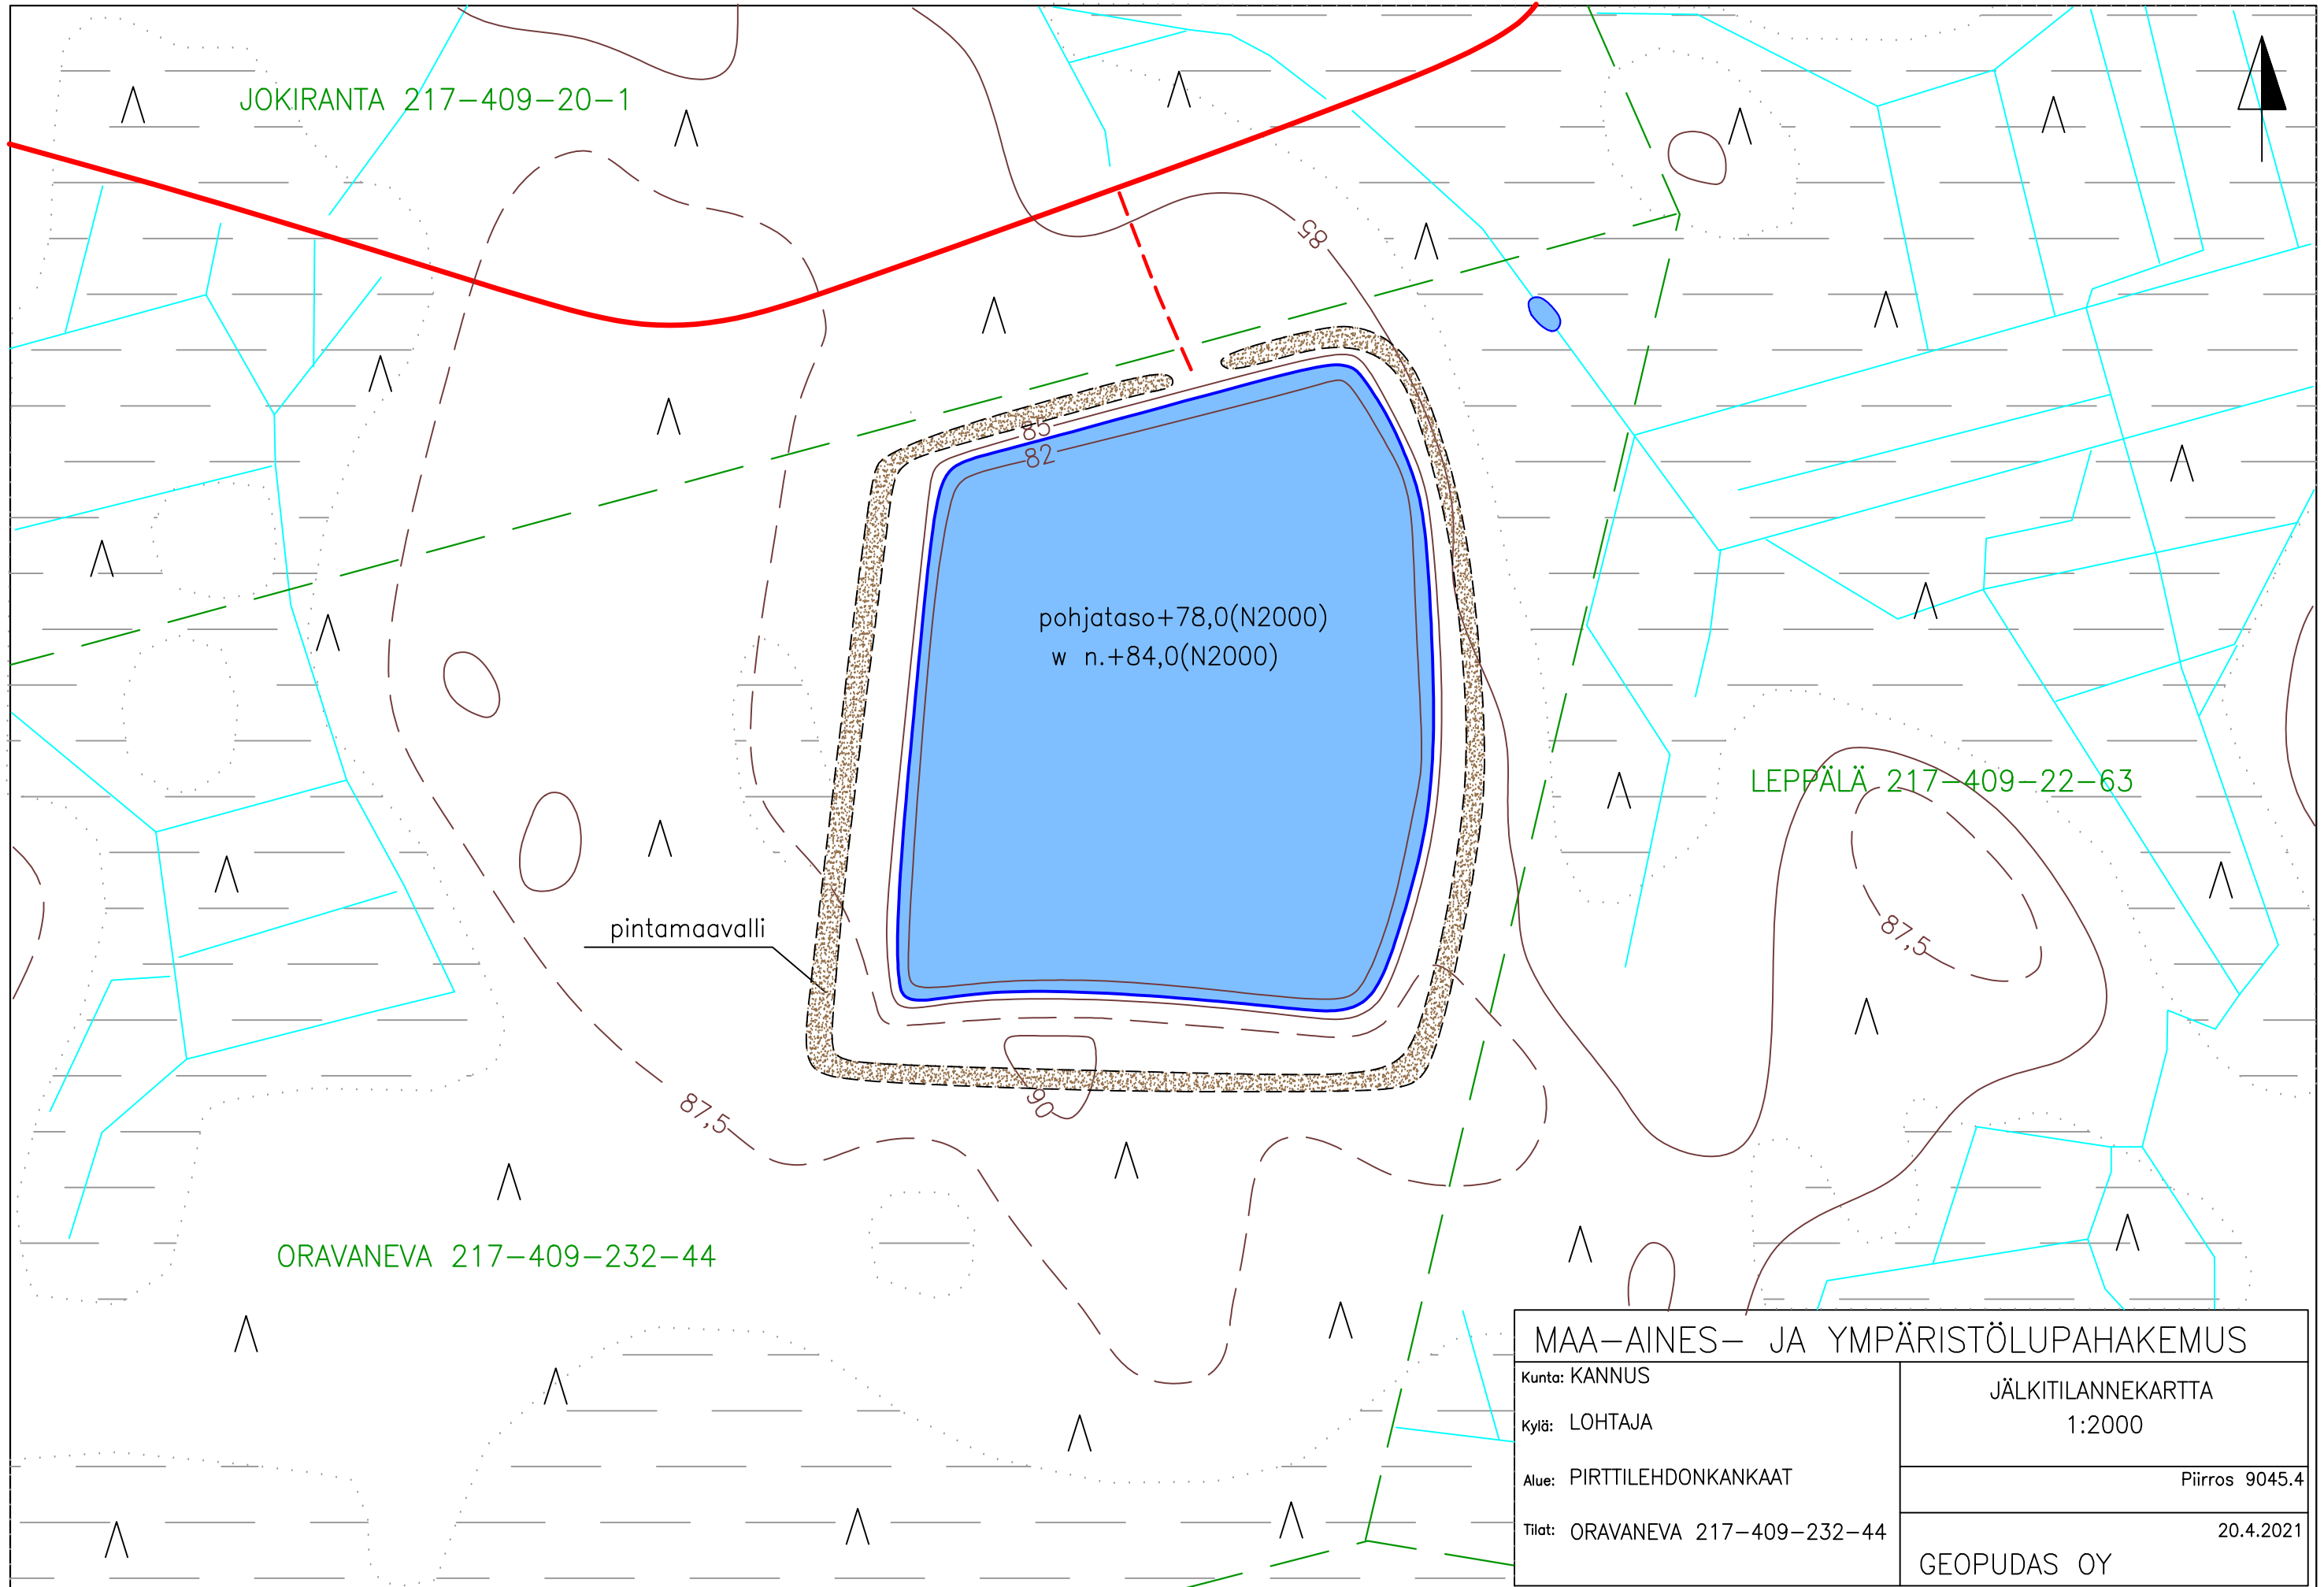 JOKIRANTA 217-409-20-1
85
85
82
pohjataso+78,0(N2000)
w n.+84,0(N2000)
LEPPÄLÄ 217-409-22-63
87,5
pintamaavalli
90
87,5
ORAVANEVA 217-409-232-44
MAA-AINES- JA YMPÄRISTÖLUPAHAKEMUS
Kunta: KANNUS
Kylä: LOHTAJA
Alue: PIRTTILEHDONKANKAAT
Tilat: ORAVANEVA 217-409-232-44
JÄLKITILANNEKARTTA
1:2000
Piirros 9045.4
20.4.2021
GEOPUDAS OY